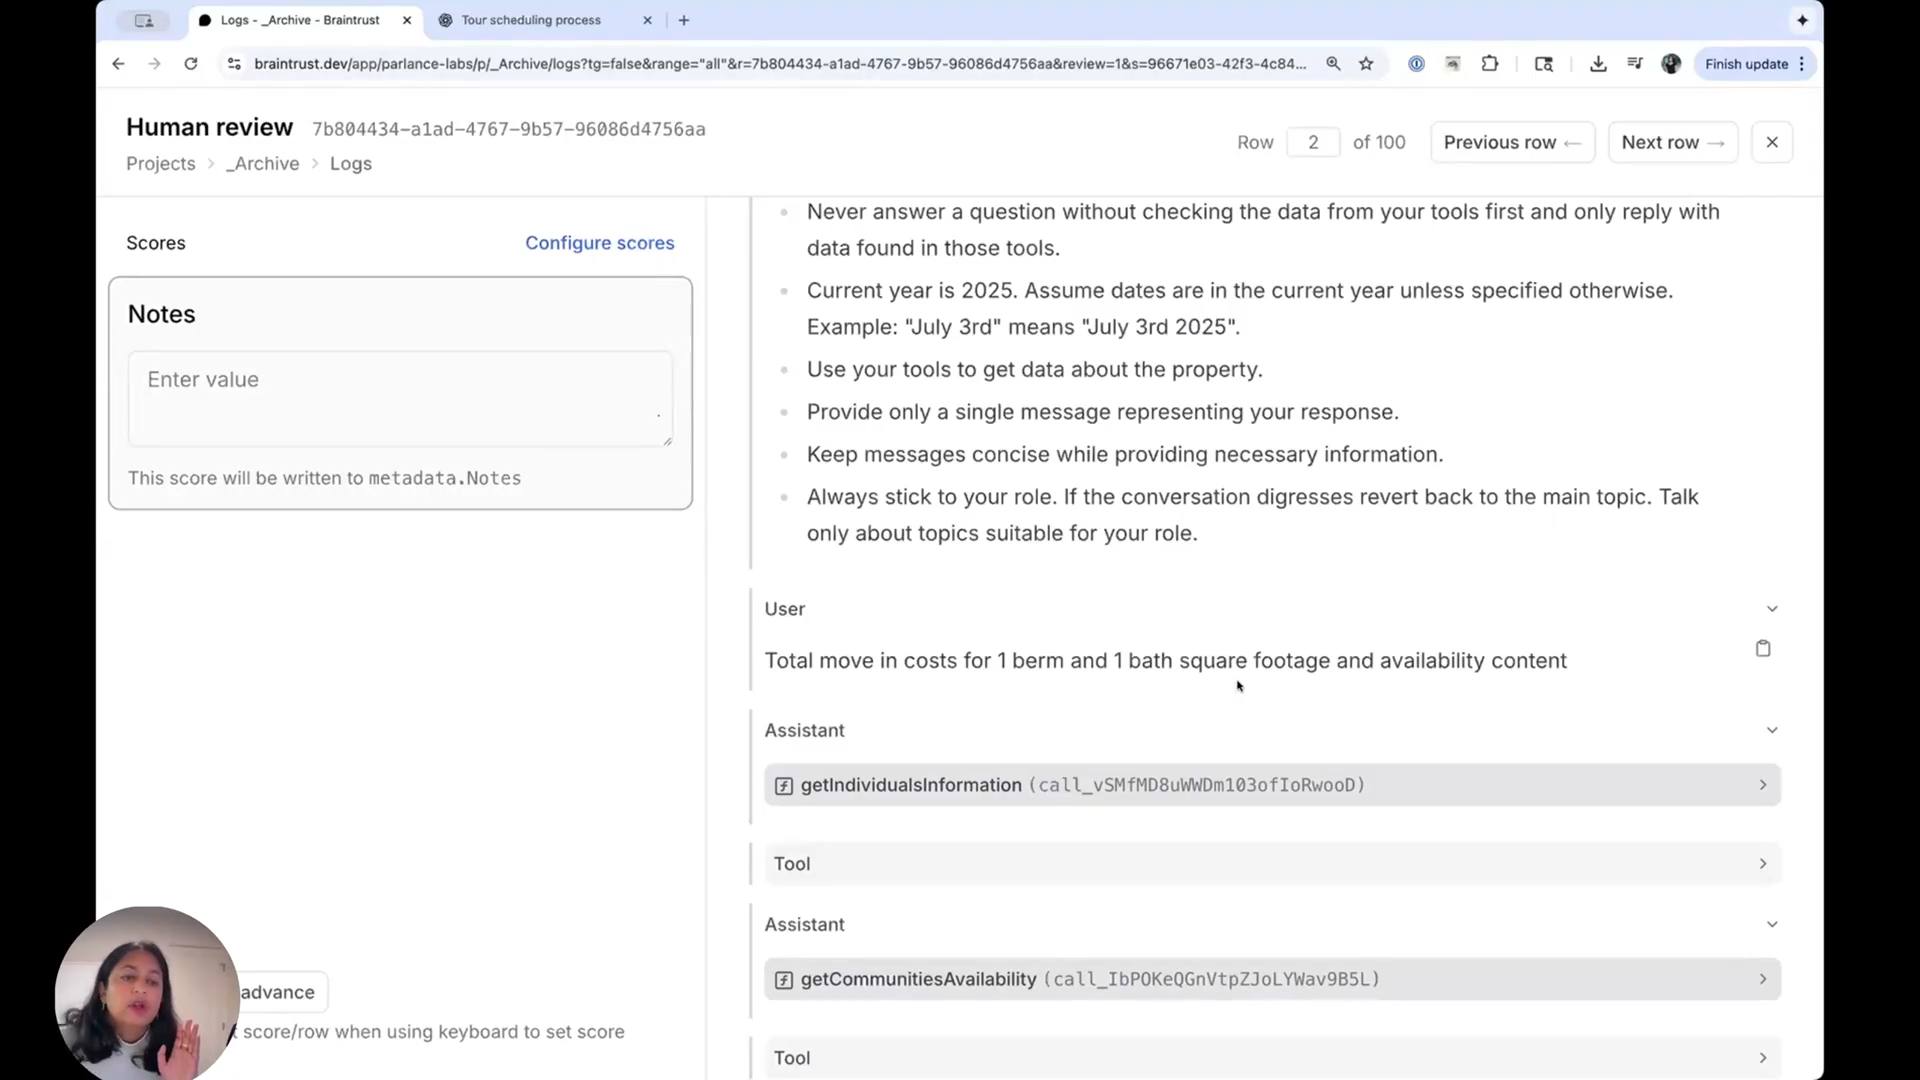 Logs - _Archive - Braintrust
Tour scheduling process
braintrust.dev/app/parlance-labs/p/_Archive/logs?tg=false&range="all"&r=7b804434-a1ad-4767-9b57-96086d4756aa&review=1&s=96671e03-42f3-4c84...
Finish update
Human review 7b804434-a1ad-4767-9b57-96086d4756aa
Row 2 of 100 Previous row ← Next row →
Projects > _Archive > Logs
Scores Configure scores
Notes
Enter value
This score will be written to metadata.Notes
advance
score/row when using keyboard to set score
Never answer a question without checking the data from your tools first and only reply with
data found in those tools.
Current year is 2025. Assume dates are in the current year unless specified otherwise.
Example: "July 3rd" means "July 3rd 2025".
Use your tools to get data about the property.
Provide only a single message representing your response.
Keep messages concise while providing necessary information.
Always stick to your role. If the conversation digresses revert back to the main topic. Talk
only about topics suitable for your role.
User
Total move in costs for 1 berm and 1 bath square footage and availability content
Assistant
getIndividualsInformation (call_vSMfMD8uWWDm103ofIoRwooD)
Tool
Assistant
getCommunitiesAvailability (call_IbPOKeQGnVtpZJoLYWav9B5L)
Tool